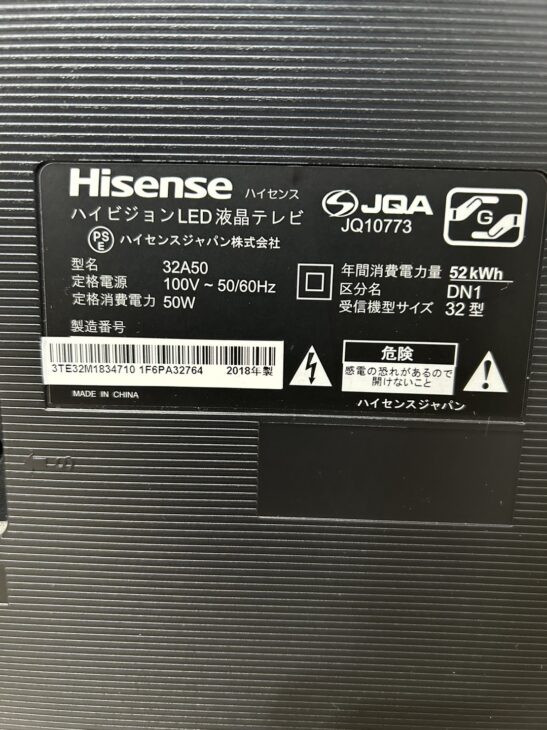 Hisense ハイセンス
ハイビジョンLED液晶テレビ
PS
E
ハイセンスジャパン株式会社
JQA
JQ10773
G
型名 32A50
定格電源 100V ~ 50/60Hz
定格消費電力 50W
年間消費電力量 52 kWh
区分名 DN1
受信機型サイズ 32 型
製造番号
3TE32M1834710 1F6PA32764 2018年製
MADE IN CHINA
危険
感電の恐れがあるので
開けないこと
ハイセンスジャパン